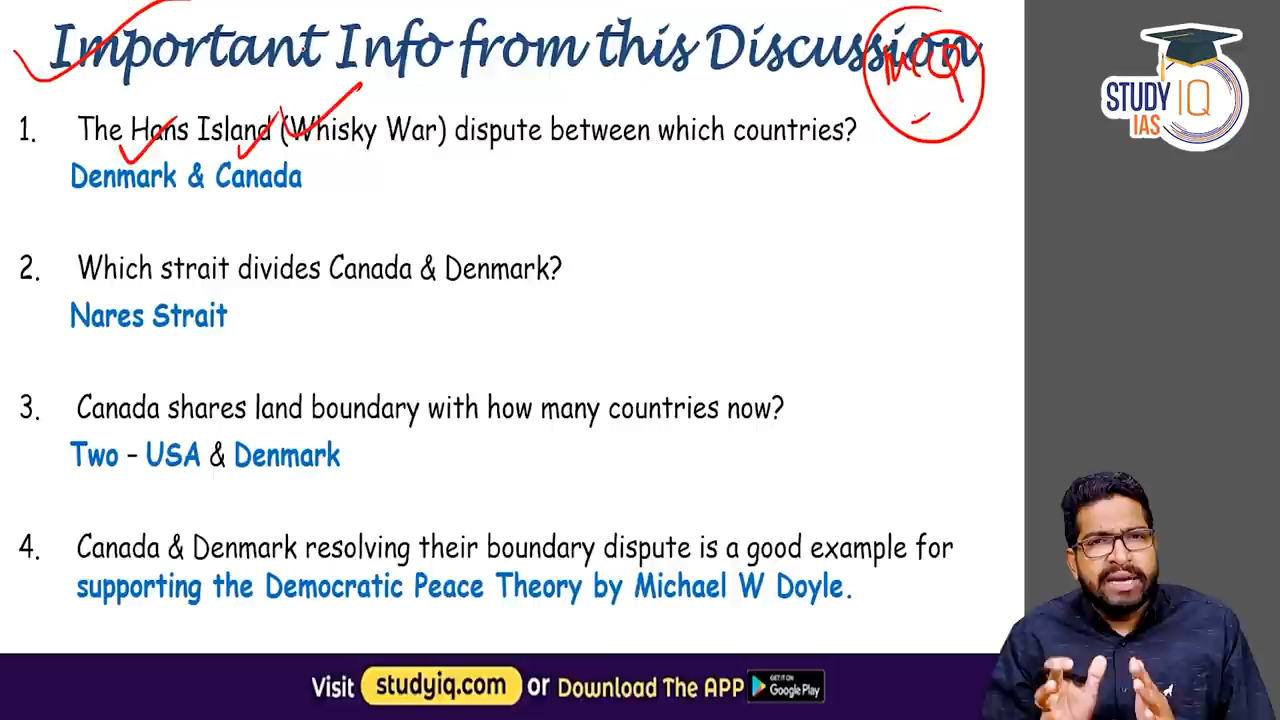 Important Info from this Discussion
MCQ
STUDY IQ
IAS
1. The Hans Island (Whisky War) dispute between which countries?
Denmark & Canada
2. Which strait divides Canada & Denmark?
Nares Strait
3. Canada shares land boundary with how many countries now?
Two – USA & Denmark
4. Canada & Denmark resolving their boundary dispute is a good example for
supporting the Democratic Peace Theory by Michael W Doyle.
Visit studyiq.com or Download The APP GET IT ON Google Play